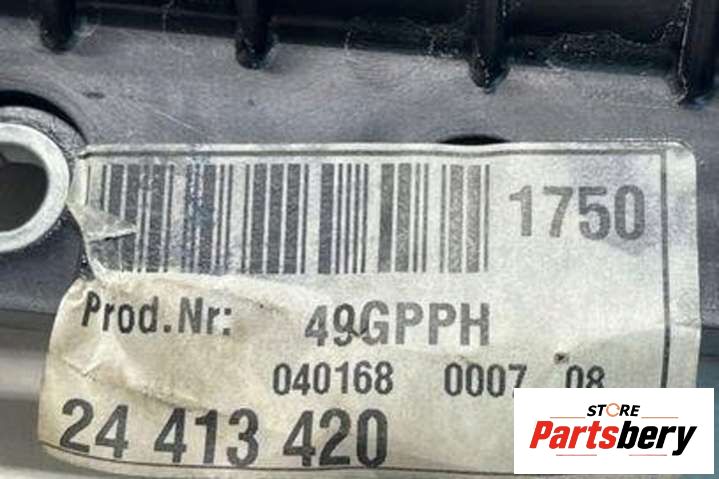 1750
Prod.Nr: 49GPPH
040168 0007 08
24 413 420
STORE
Partsbery